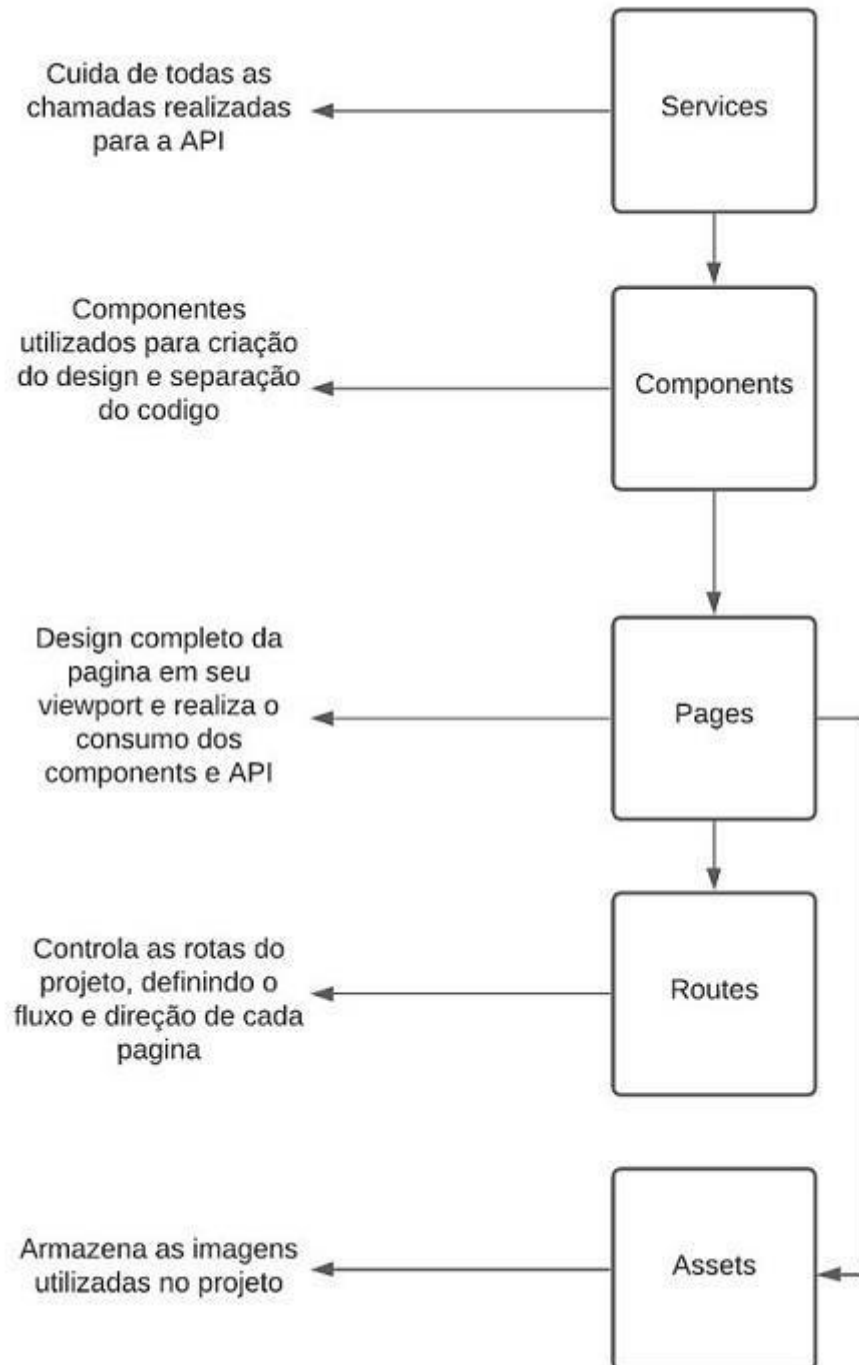 Cuida de todas as
chamadas realizadas
para a API
Services
Componentes
utilizados para criação
do design e separação
do codigo
Components
Design completo da
pagina em seu
viewport e realiza o
consumo dos
components e API
Pages
Controla as rotas do
projeto, definindo o
fluxo e direção de cada
pagina
Routes
Armazena as imagens
utilizadas no projeto
Assets